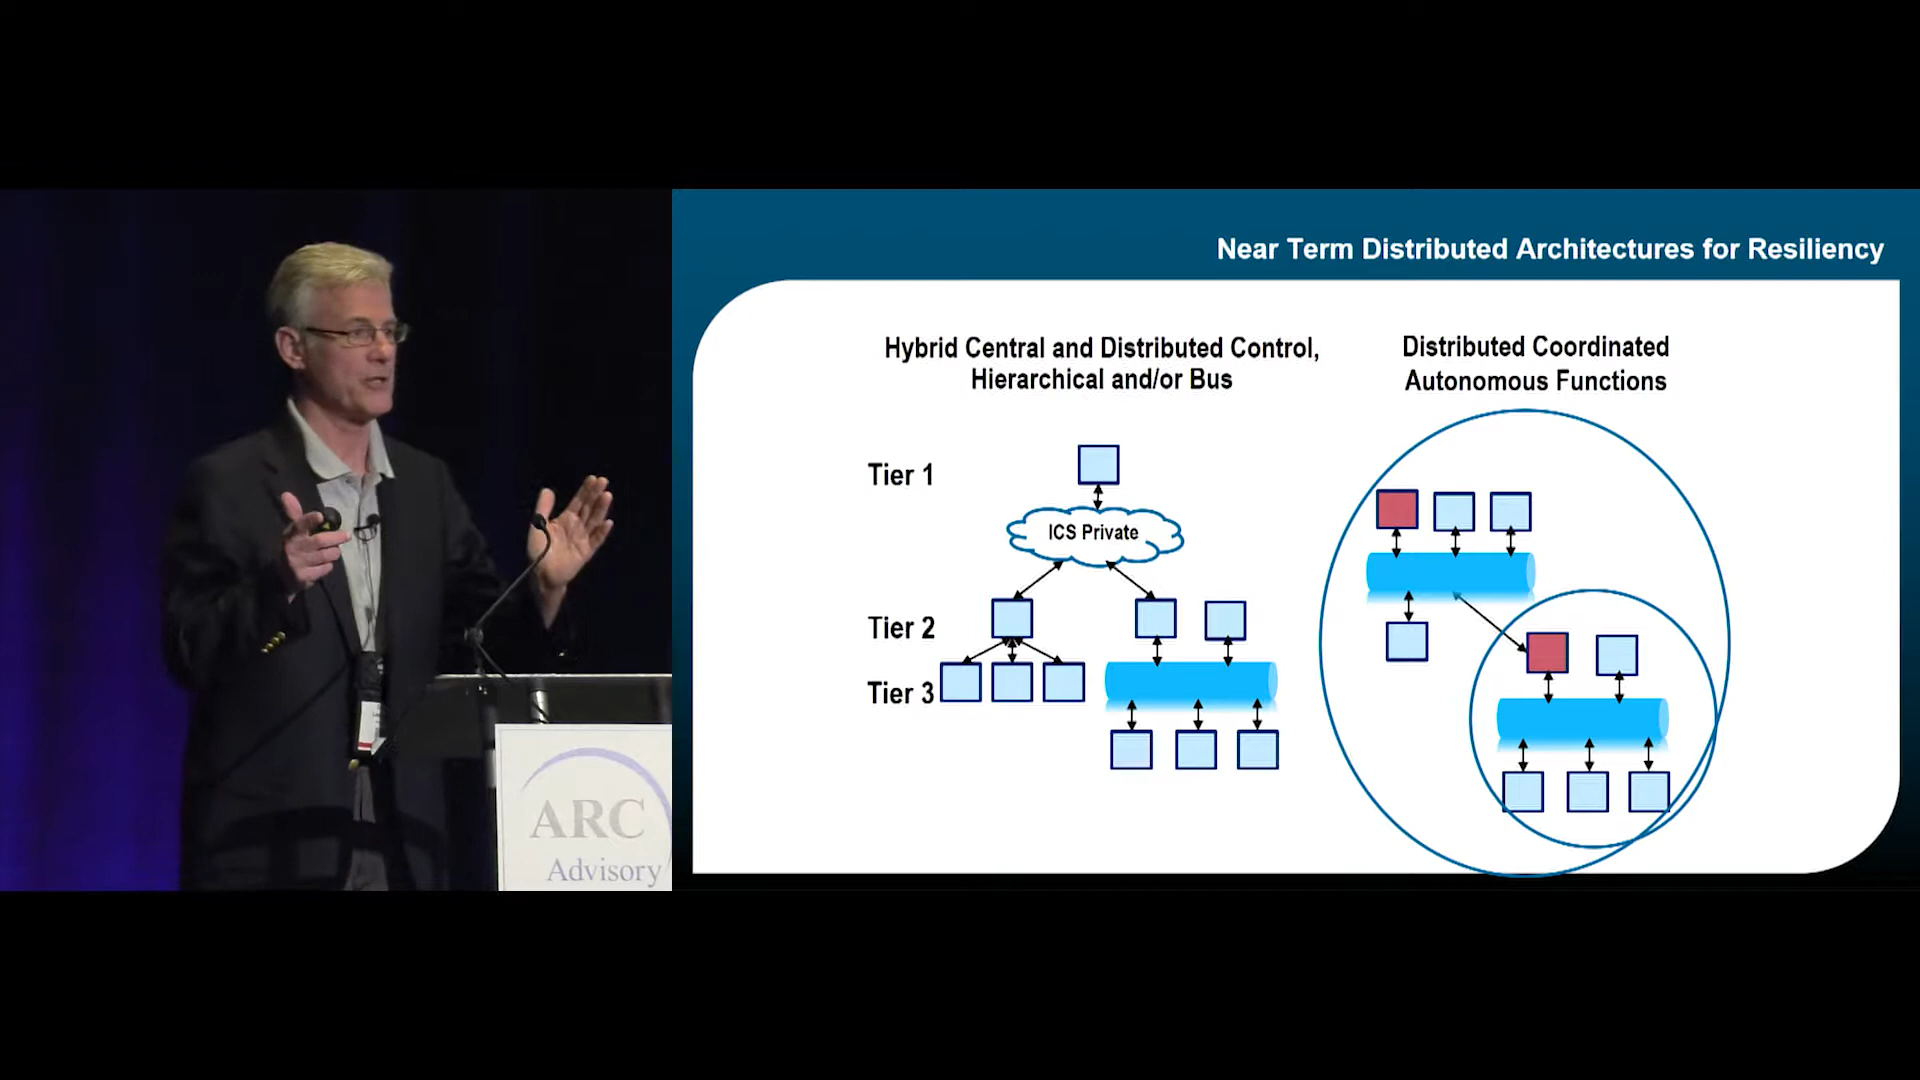 Near Term Distributed Architectures for Resiliency
Hybrid Central and Distributed Control,
Hierarchical and/or Bus
Distributed Coordinated
Autonomous Functions
Tier 1
ICS Private
Tier 2
Tier 3
ARC
Advisory